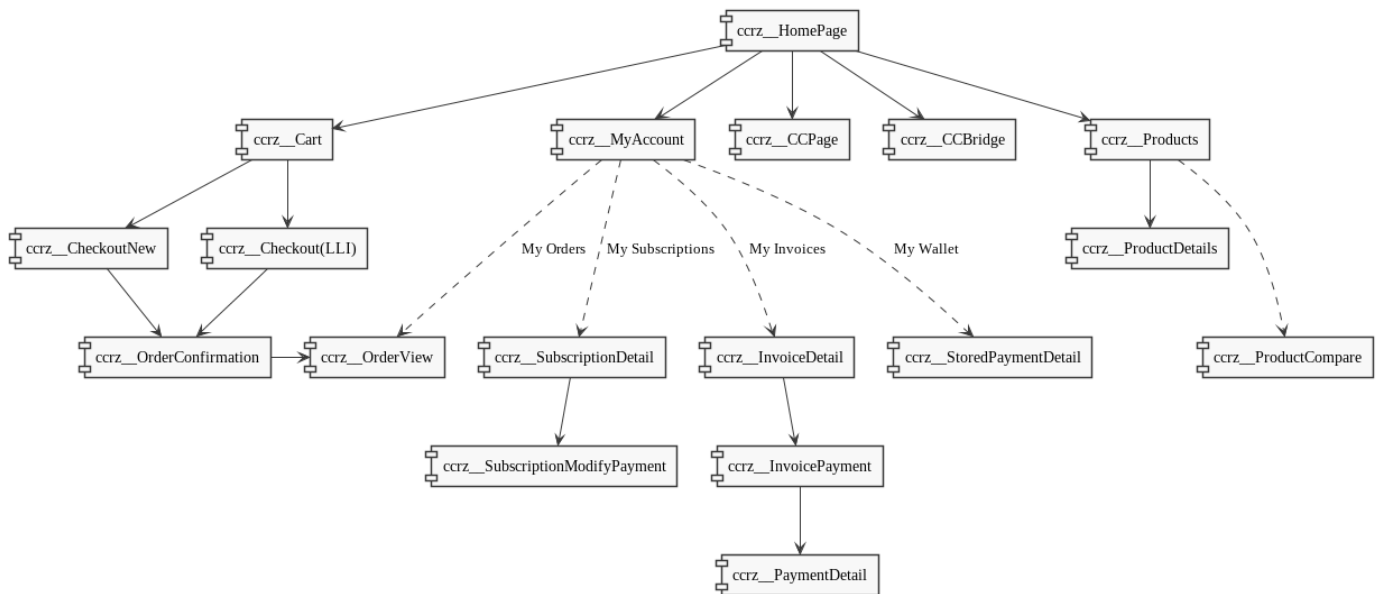 ccrz__HomePage
ccrz__Cart
ccrz__MyAccount
ccrz__CCPage
ccrz__CCBridge
ccrz__Products
ccrz__CheckoutNew
ccrz__Checkout(LLI)
My Orders
My Subscriptions
My Invoices
My Wallet
ccrz__ProductDetails
ccrz__OrderConfirmation
ccrz__OrderView
ccrz__SubscriptionDetail
ccrz__InvoiceDetail
ccrz__StoredPaymentDetail
ccrz__ProductCompare
ccrz__SubscriptionModifyPayment
ccrz__InvoicePayment
ccrz__PaymentDetail